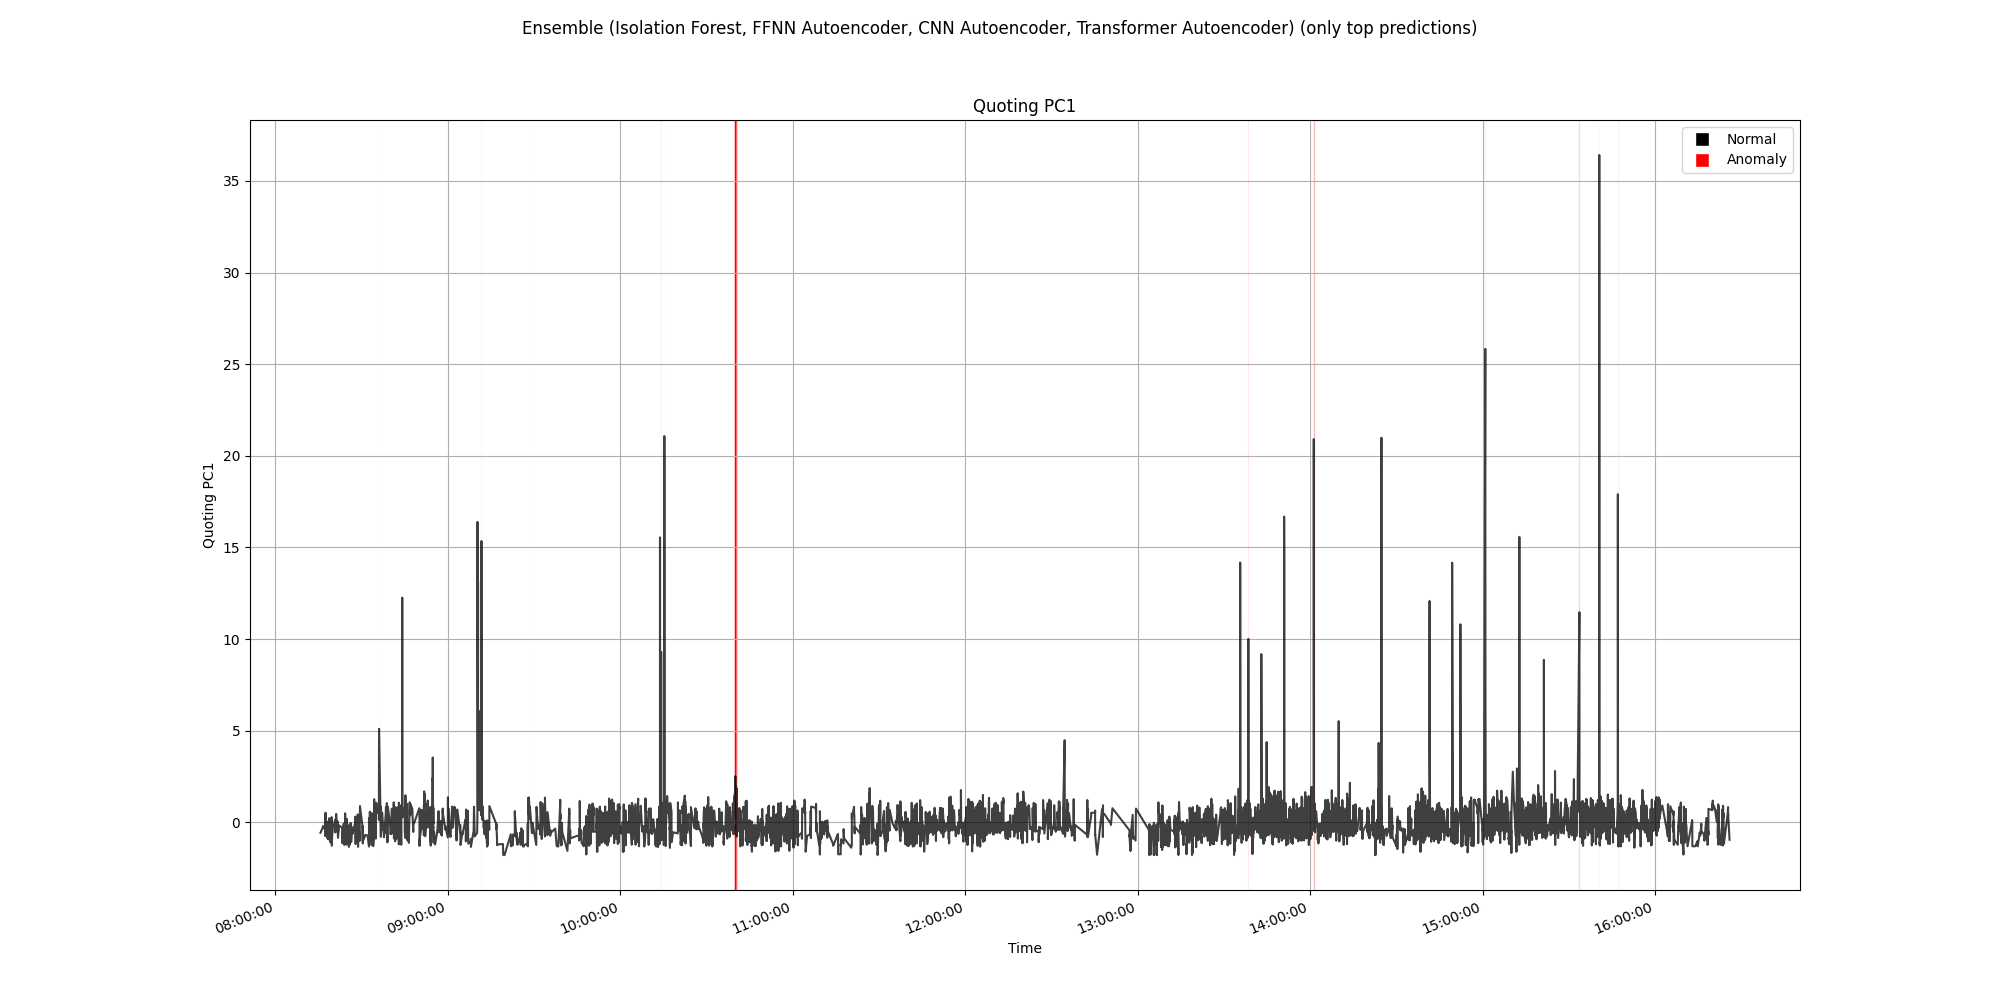 Ensemble (Isolation Forest, FFNN Autoencoder, CNN Autoencoder, Transformer Autoencoder) (only top predictions)
Quoting PC1
Normal
Anomaly
35
30
25
20
15
10
5
0
Quoting PC1
08:00:00
09:00:00
10:00:00
11:00:00
12:00:00
13:00:00
14:00:00
15:00:00
16:00:00
Time